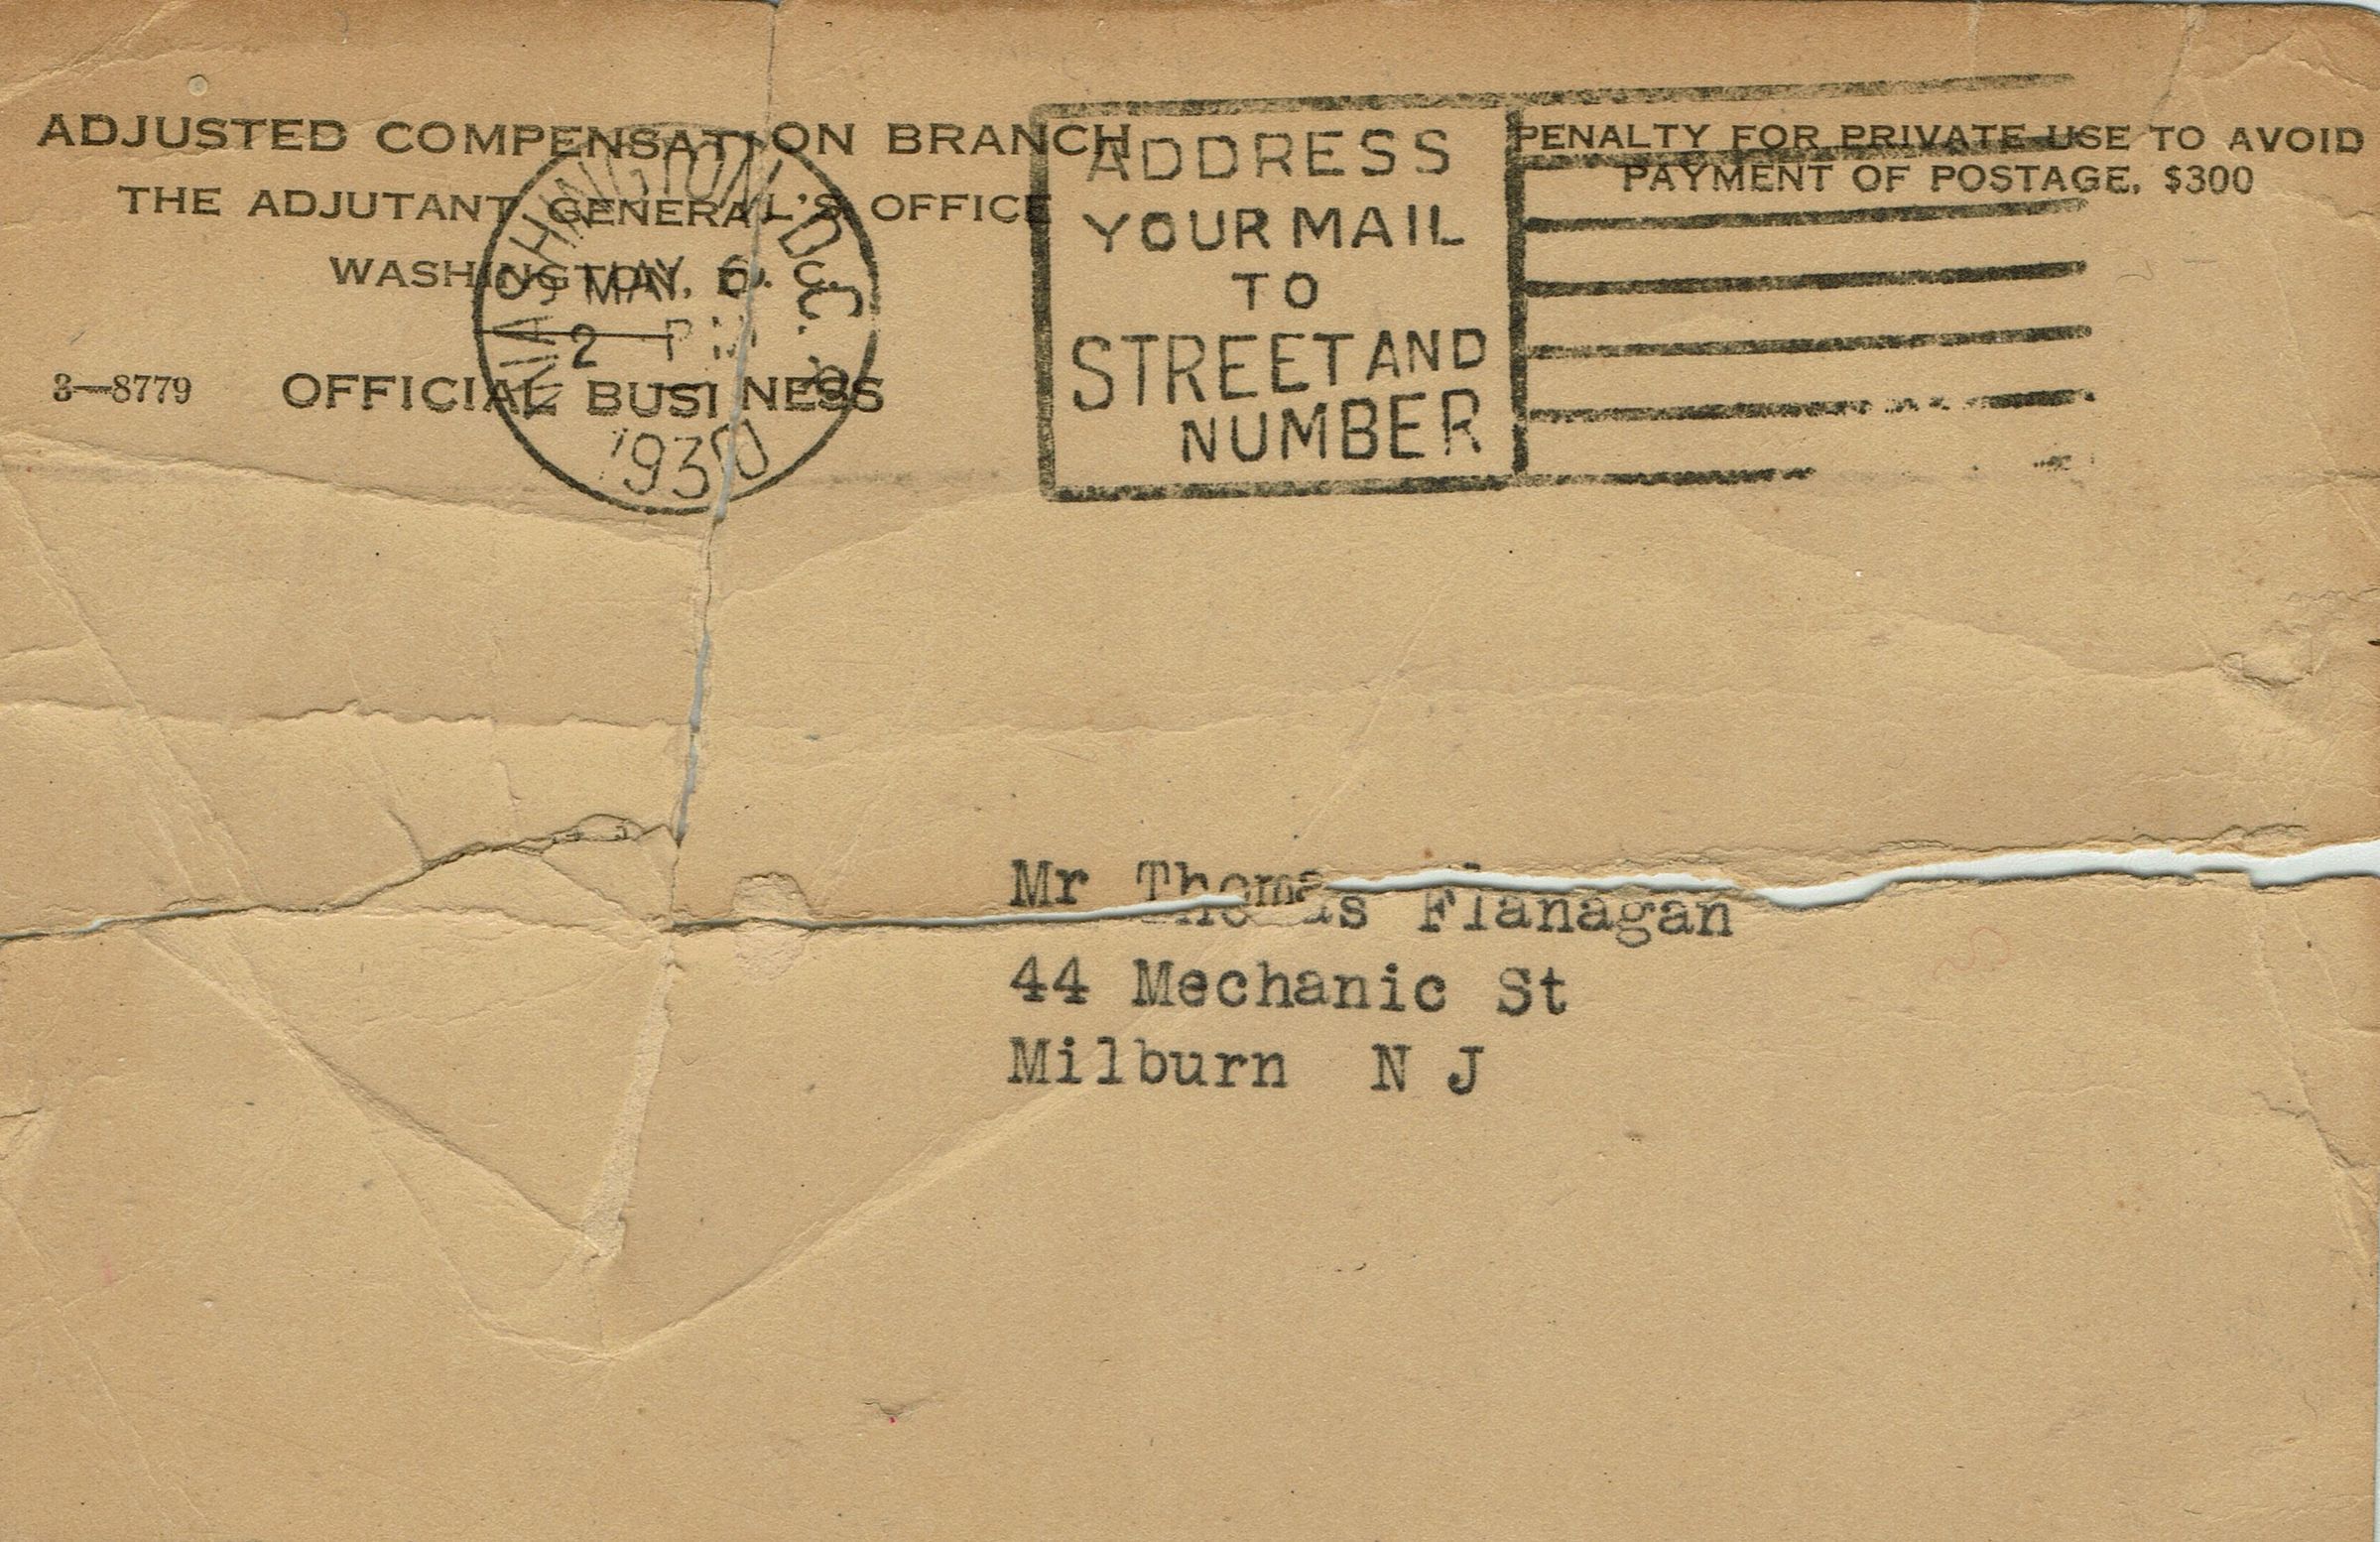 ADJUSTED COMPENSATION BRANCH
THE ADJUTANT GENERAL'S OFFICE
WASHINGTON, D. C.
3—8779 OFFICIAL BUSINESS
WASHINGTON, D.C.
MAY 6
2 PM
1930
ADDRESS
YOUR MAIL
TO
STREET AND
NUMBER
PENALTY FOR PRIVATE USE TO AVOID
PAYMENT OF POSTAGE, $300
Mr Thomas Flanagan
44 Mechanic St
Milburn N J